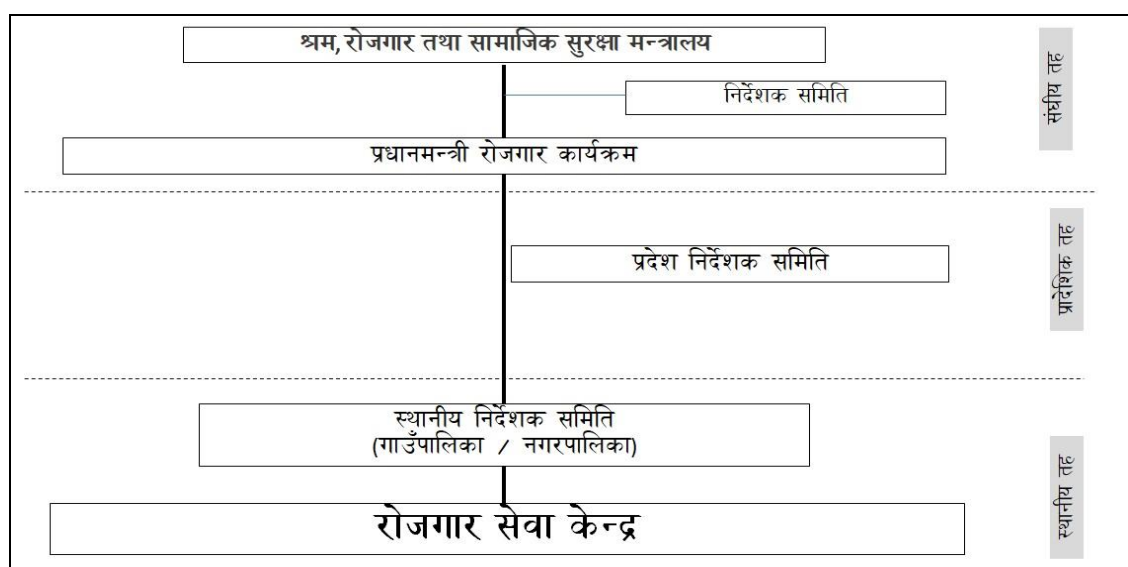 श्रम, रोजगार तथा सामाजिक सुरक्षा मन्त्रालय
निर्देशक समिति
संघीय तह
प्रधानमन्त्री रोजगार कार्यक्रम
प्रदेश निर्देशक समिति
प्रादेशिक तह
स्थानीय निर्देशक समिति
(गाउँपालिका / नगरपालिका)
रोजगार सेवा केन्द्र
स्थानीय तह